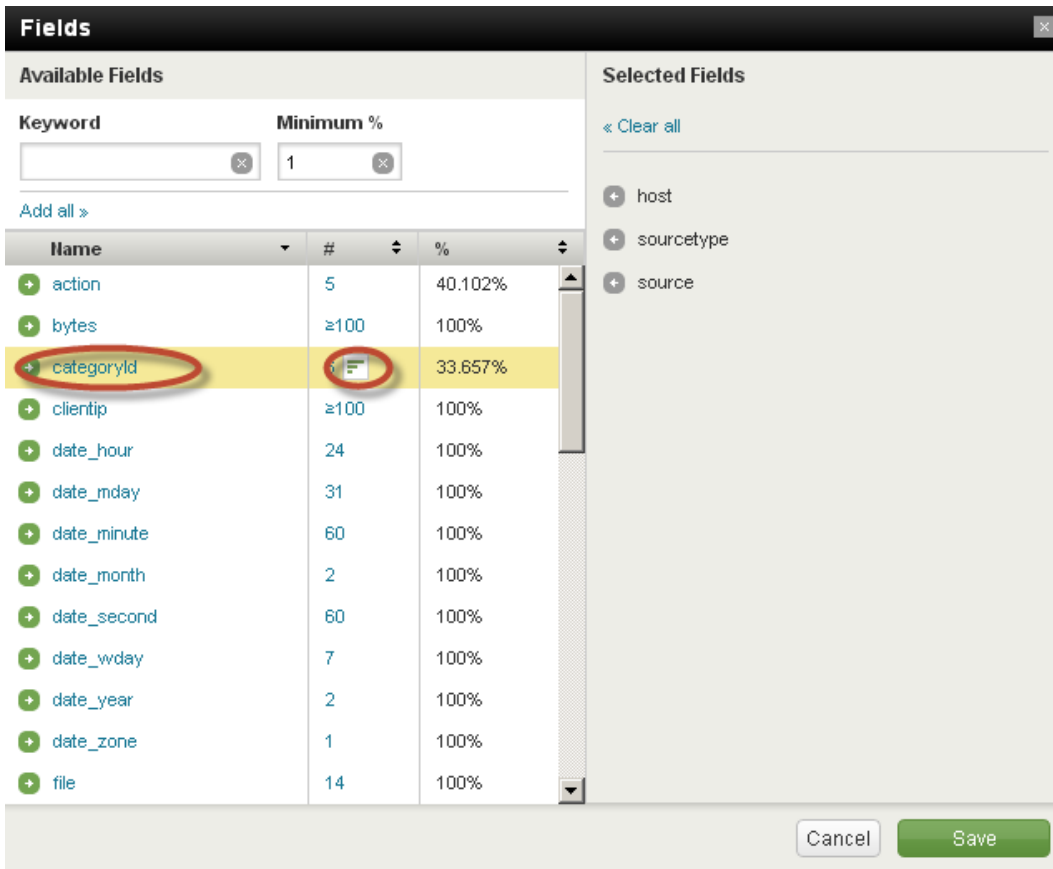 Fields
Available Fields
Selected Fields
Keyword Minimum %
« Clear all
1
Add all »
host
sourcetype
source
Name # %
action 5 40.102%
bytes ≥100 100%
categoryId 33.657%
clientip ≥100 100%
date_hour 24 100%
date_mday 31 100%
date_minute 60 100%
date_month 2 100%
date_second 60 100%
date_wday 7 100%
date_year 2 100%
date_zone 1 100%
file 14 100%
Cancel Save